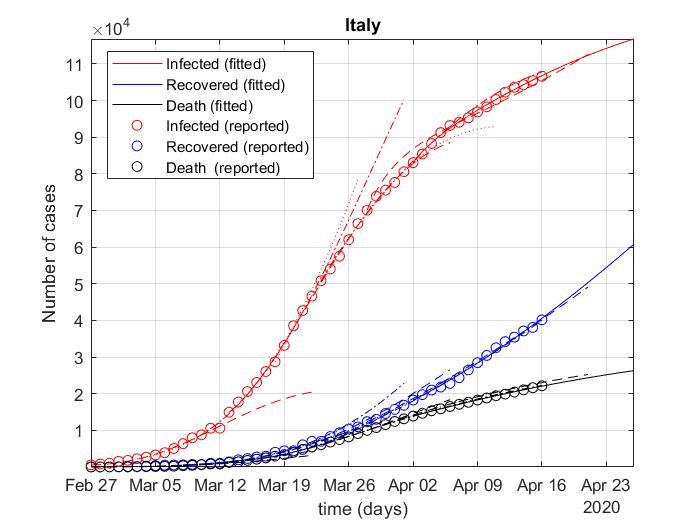 Italy
×10⁴
11
10
9
8
7
6
5
4
3
2
1
Number of cases
Infected (fitted)
Recovered (fitted)
Death (fitted)
Infected (reported)
Recovered (reported)
Death (reported)
Feb 27 Mar 05 Mar 12 Mar 19 Mar 26 Apr 02 Apr 09 Apr 16 Apr 23
2020
time (days)